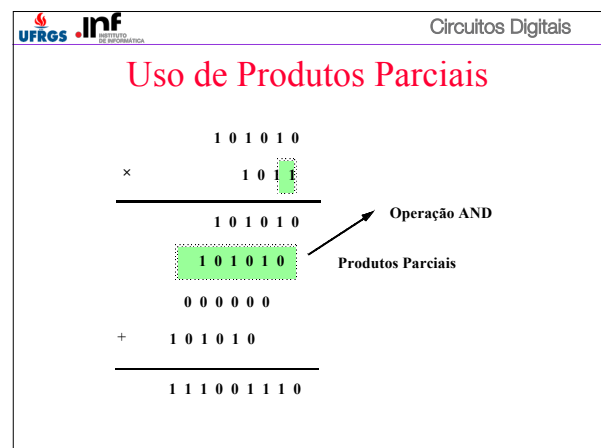 UFRGS .INF INSTITUTO DE INFORMÁTICA Circuitos Digitais
Uso de Produtos Parciais
1 0 1 0 1 0
× 1 0 1 1
1 0 1 0 1 0
Operação AND
1 0 1 0 1 0
Produtos Parciais
0 0 0 0 0 0
+ 1 0 1 0 1 0
1 1 1 0 0 1 1 1 0